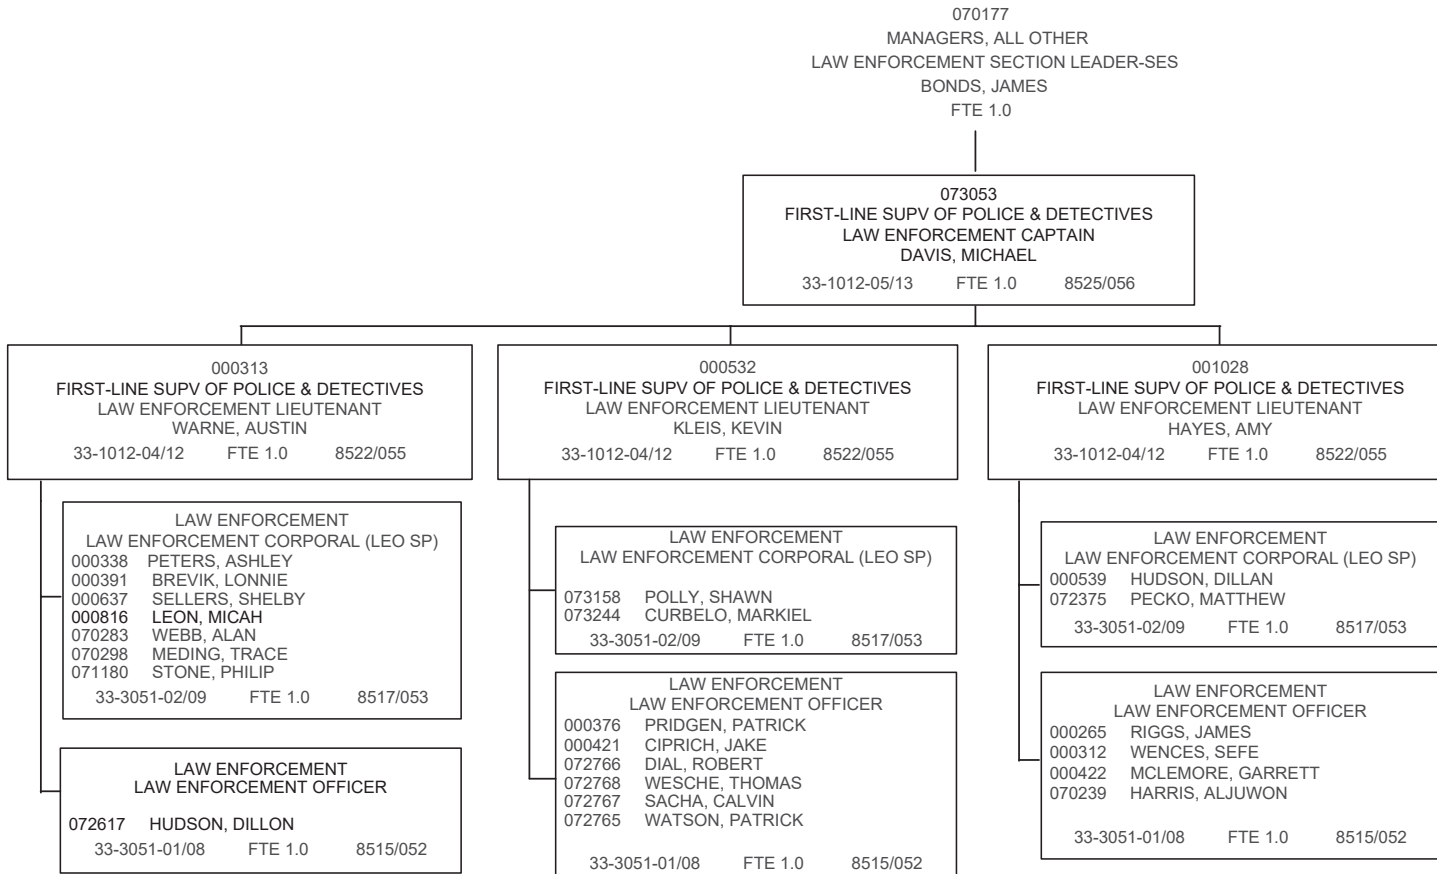 070177
MANAGERS, ALL OTHER
LAW ENFORCEMENT SECTION LEADER-SES
BONDS, JAMES
FTE 1.0
073053
FIRST-LINE SUPV OF POLICE & DETECTIVES
LAW ENFORCEMENT CAPTAIN
DAVIS, MICHAEL
33-1012-05/13 FTE 1.0 8525/056
000313
FIRST-LINE SUPV OF POLICE & DETECTIVES
LAW ENFORCEMENT LIEUTENANT
WARNE, AUSTIN
33-1012-04/12 FTE 1.0 8522/055
LAW ENFORCEMENT
LAW ENFORCEMENT CORPORAL (LEO SP)
000338 PETERS, ASHLEY
000391 BREVIK, LONNIE
000637 SELLERS, SHELBY
000816 LEON, MICAH
070283 WEBB, ALAN
070298 MEDING, TRACE
071180 STONE, PHILIP
33-3051-02/09 FTE 1.0 8517/053
LAW ENFORCEMENT
LAW ENFORCEMENT OFFICER
072617 HUDSON, DILLON
33-3051-01/08 FTE 1.0 8515/052
000532
FIRST-LINE SUPV OF POLICE & DETECTIVES
LAW ENFORCEMENT LIEUTENANT
KLEIS, KEVIN
33-1012-04/12 FTE 1.0 8522/055
LAW ENFORCEMENT
LAW ENFORCEMENT CORPORAL (LEO SP)
073158 POLLY, SHAWN
073244 CURBELO, MARKIEL
33-3051-02/09 FTE 1.0 8517/053
LAW ENFORCEMENT
LAW ENFORCEMENT OFFICER
000376 PRIDGEN, PATRICK
000421 CIPRICH, JAKE
072766 DIAL, ROBERT
072768 WESCHE, THOMAS
072767 SACHA, CALVIN
072765 WATSON, PATRICK
33-3051-01/08 FTE 1.0 8515/052
001028
FIRST-LINE SUPV OF POLICE & DETECTIVES
LAW ENFORCEMENT LIEUTENANT
HAYES, AMY
33-1012-04/12 FTE 1.0 8522/055
LAW ENFORCEMENT
LAW ENFORCEMENT CORPORAL (LEO SP)
000539 HUDSON, DILLAN
072375 PECKO, MATTHEW
33-3051-02/09 FTE 1.0 8517/053
LAW ENFORCEMENT
LAW ENFORCEMENT OFFICER
000265 RIGGS, JAMES
000312 WENCES, SEFE
000422 MCLEMORE, GARRETT
070239 HARRIS, ALJUWON
33-3051-01/08 FTE 1.0 8515/052